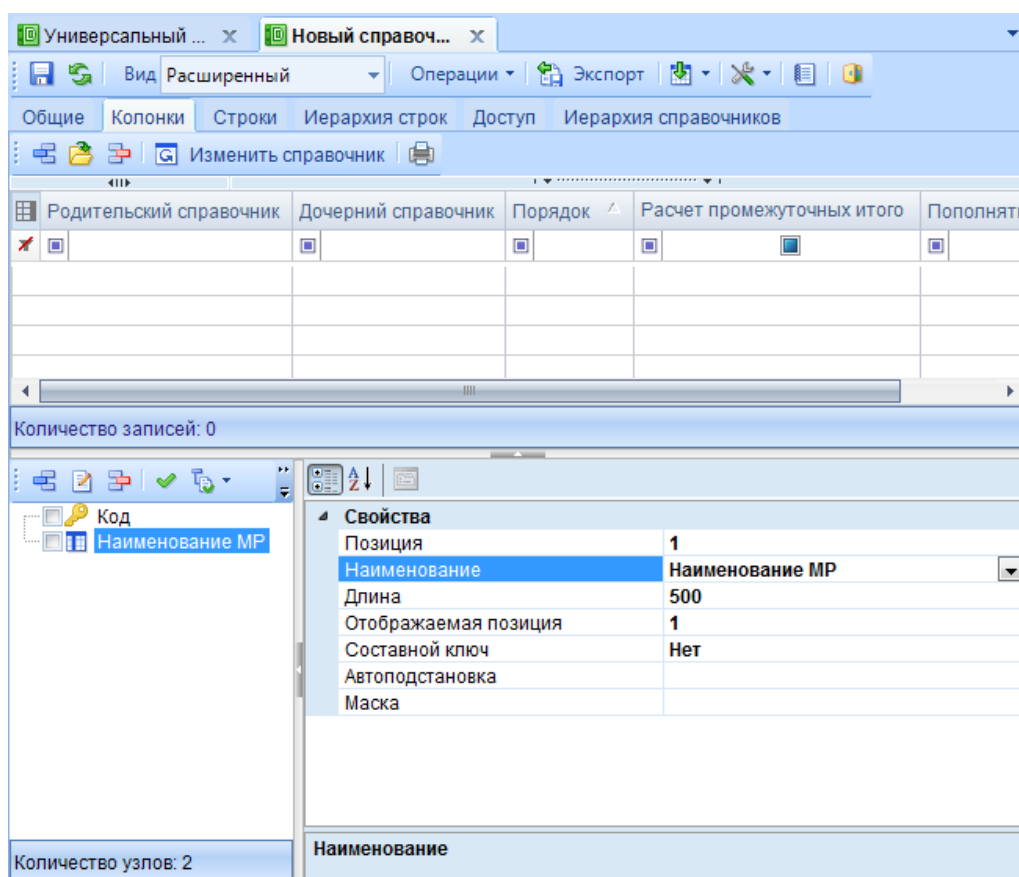 Универсальный ... Новый справоч...
Вид Расширенный Операции Экспорт
Общие Колонки Строки Иерархия строк Доступ Иерархия справочников
Изменить справочник
Родительский справочник Дочерний справочник Порядок Расчет промежуточных итого Пополнят
Количество записей: 0
Код
Наименование МР
Свойства
Позиция 1
Наименование Наименование МР
Длина 500
Отображаемая позиция 1
Составной ключ Нет
Автоподстановка
Маска
Наименование
Количество узлов: 2